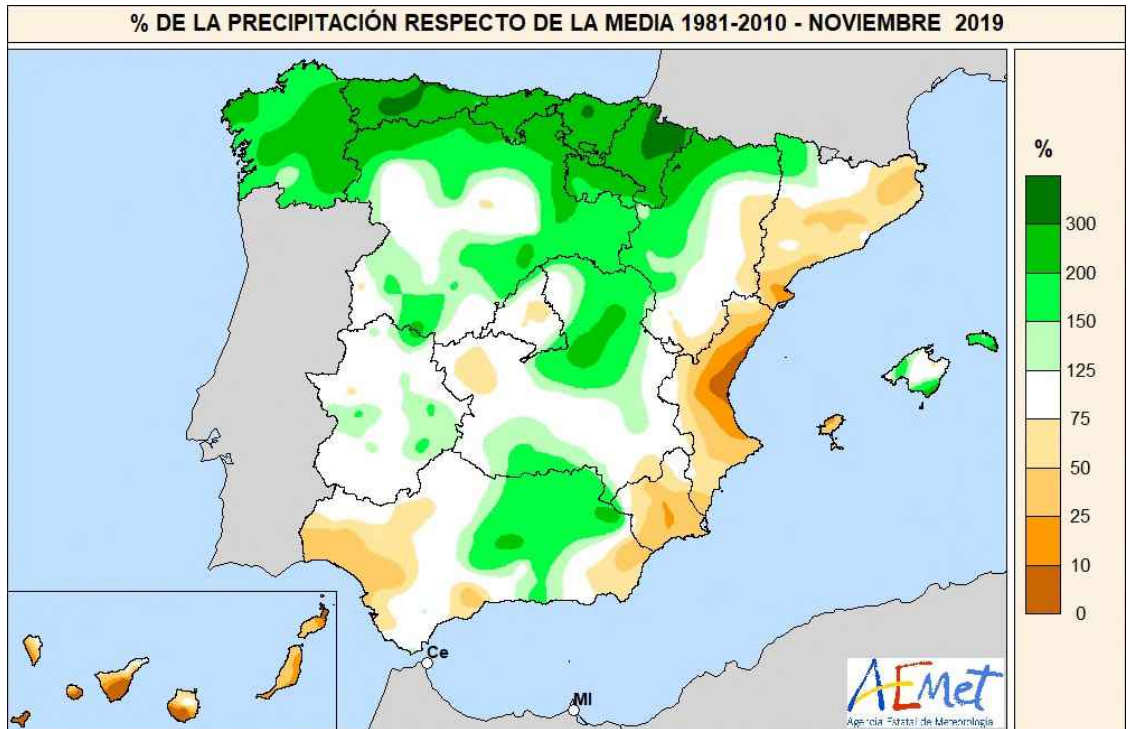 % DE LA PRECIPITACIÓN RESPECTO DE LA MEDIA 1981-2010 - NOVIEMBRE 2019
%
300
200
150
125
75
50
25
10
0
Ce
Ml
AEMet
Agencia Estatal de Meteorología